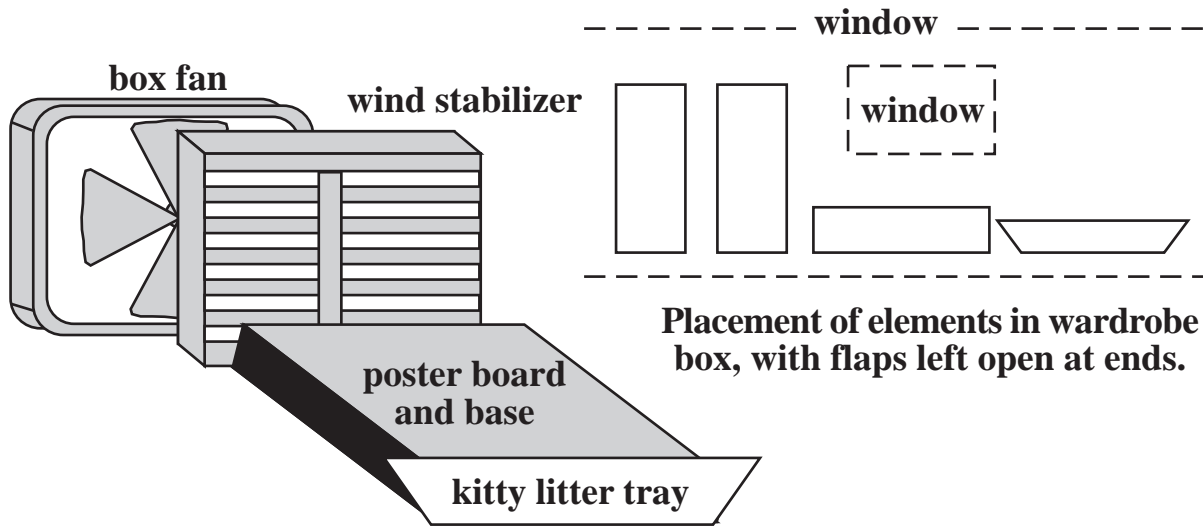 box fan
wind stabilizer
poster board
and base
kitty litter tray
window
window
Placement of elements in wardrobe
box, with flaps left open at ends.